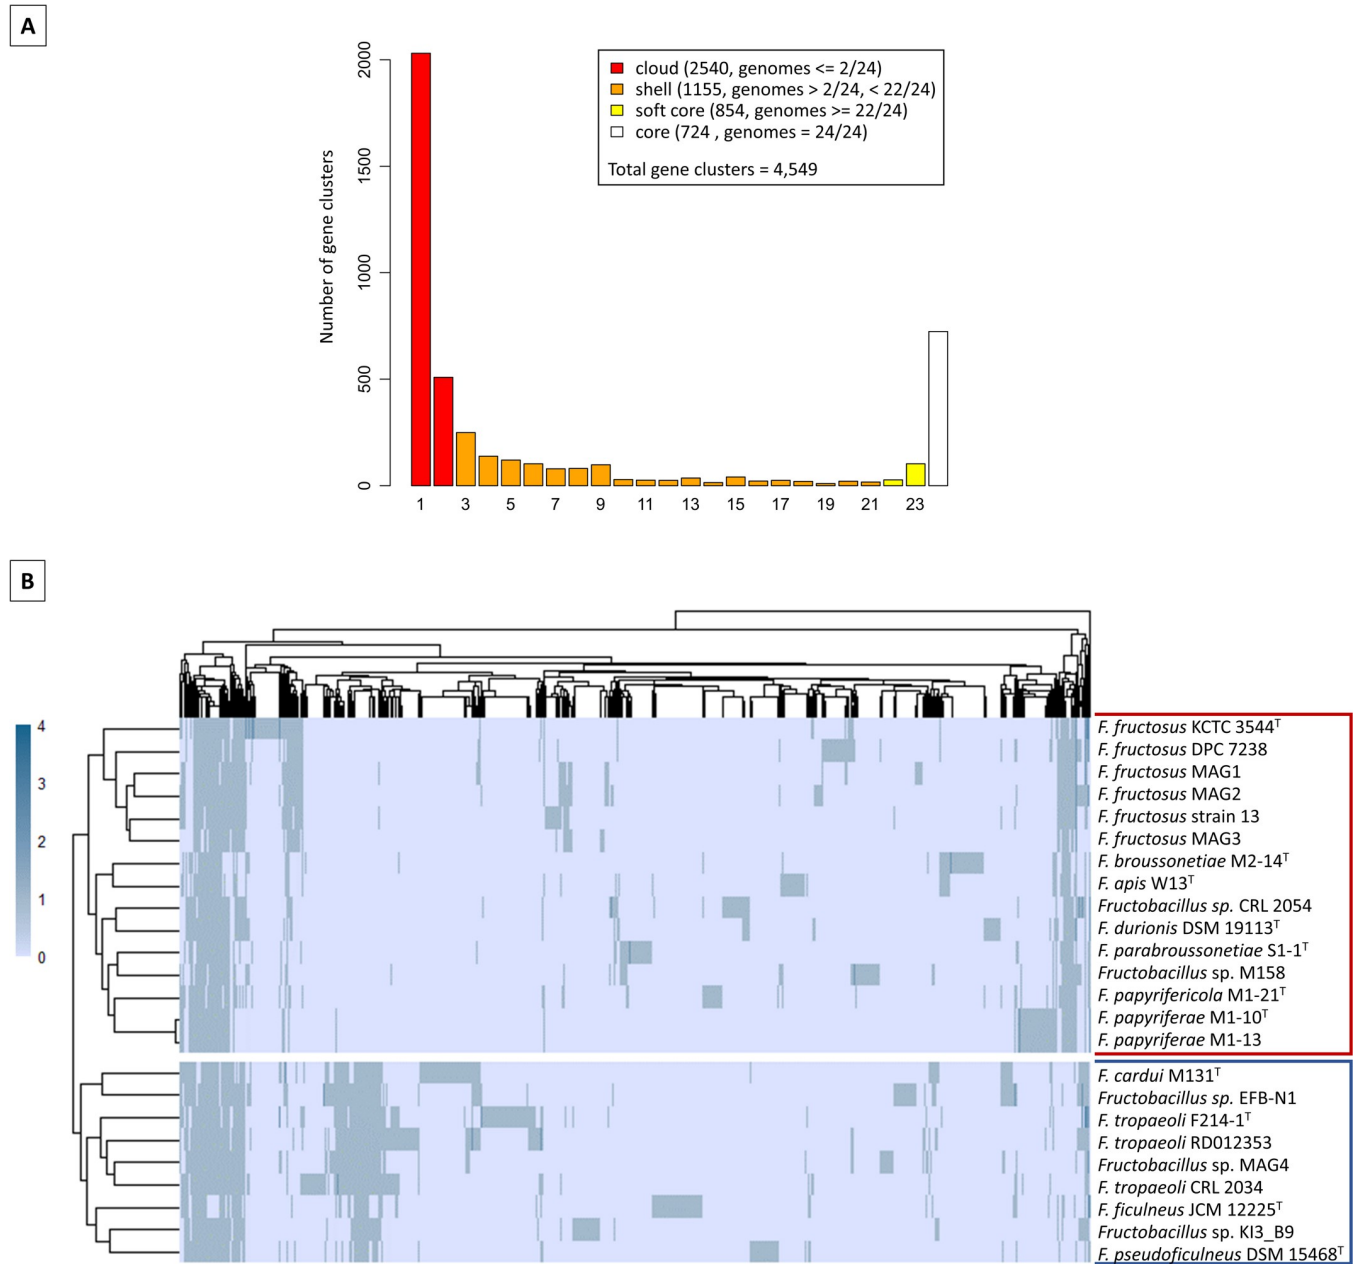 A
Number of gene clusters
2000
1500
1000
500
0
cloud (2540, genomes <= 2/24)
shell (1155, genomes > 2/24, < 22/24)
soft core (854, genomes >= 22/24)
core (724 , genomes = 24/24)
Total gene clusters = 4,549
1 3 5 7 9 11 13 15 17 19 21 23
B
4
3
2
1
0
F. fructosus KCTC 3544ᵀ
F. fructosus DPC 7238
F. fructosus MAG1
F. fructosus MAG2
F. fructosus strain 13
F. fructosus MAG3
F. broussonetiae M2-14ᵀ
F. apis W13ᵀ
Fructobacillus sp. CRL 2054
F. durionis DSM 19113ᵀ
F. parabroussonetiae S1-1ᵀ
Fructobacillus sp. M158
F. papyrifericola M1-21ᵀ
F. papyriferae M1-10ᵀ
F. papyriferae M1-13
F. cardui M131ᵀ
Fructobacillus sp. EFB-N1
F. tropaeoli F214-1ᵀ
F. tropaeoli RD012353
Fructobacillus sp. MAG4
F. tropaeoli CRL 2034
F. ficulneus JCM 12225ᵀ
Fructobacillus sp. KI3_B9
F. pseudoficulneus DSM 15468ᵀ